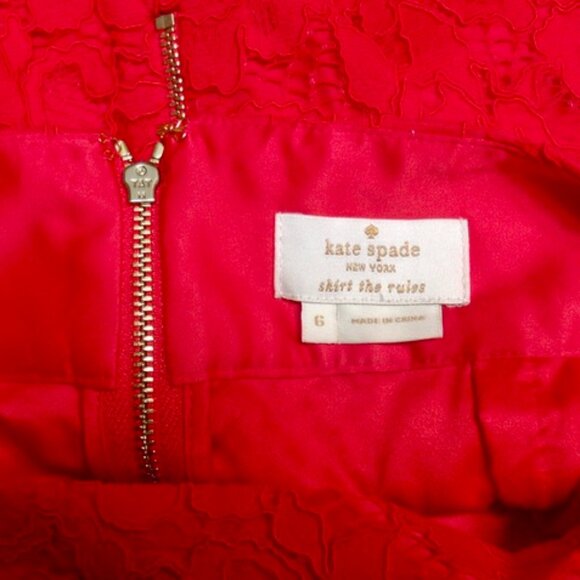 kate spade
NEW YORK
skirt the rules
6
MADE IN CHINA